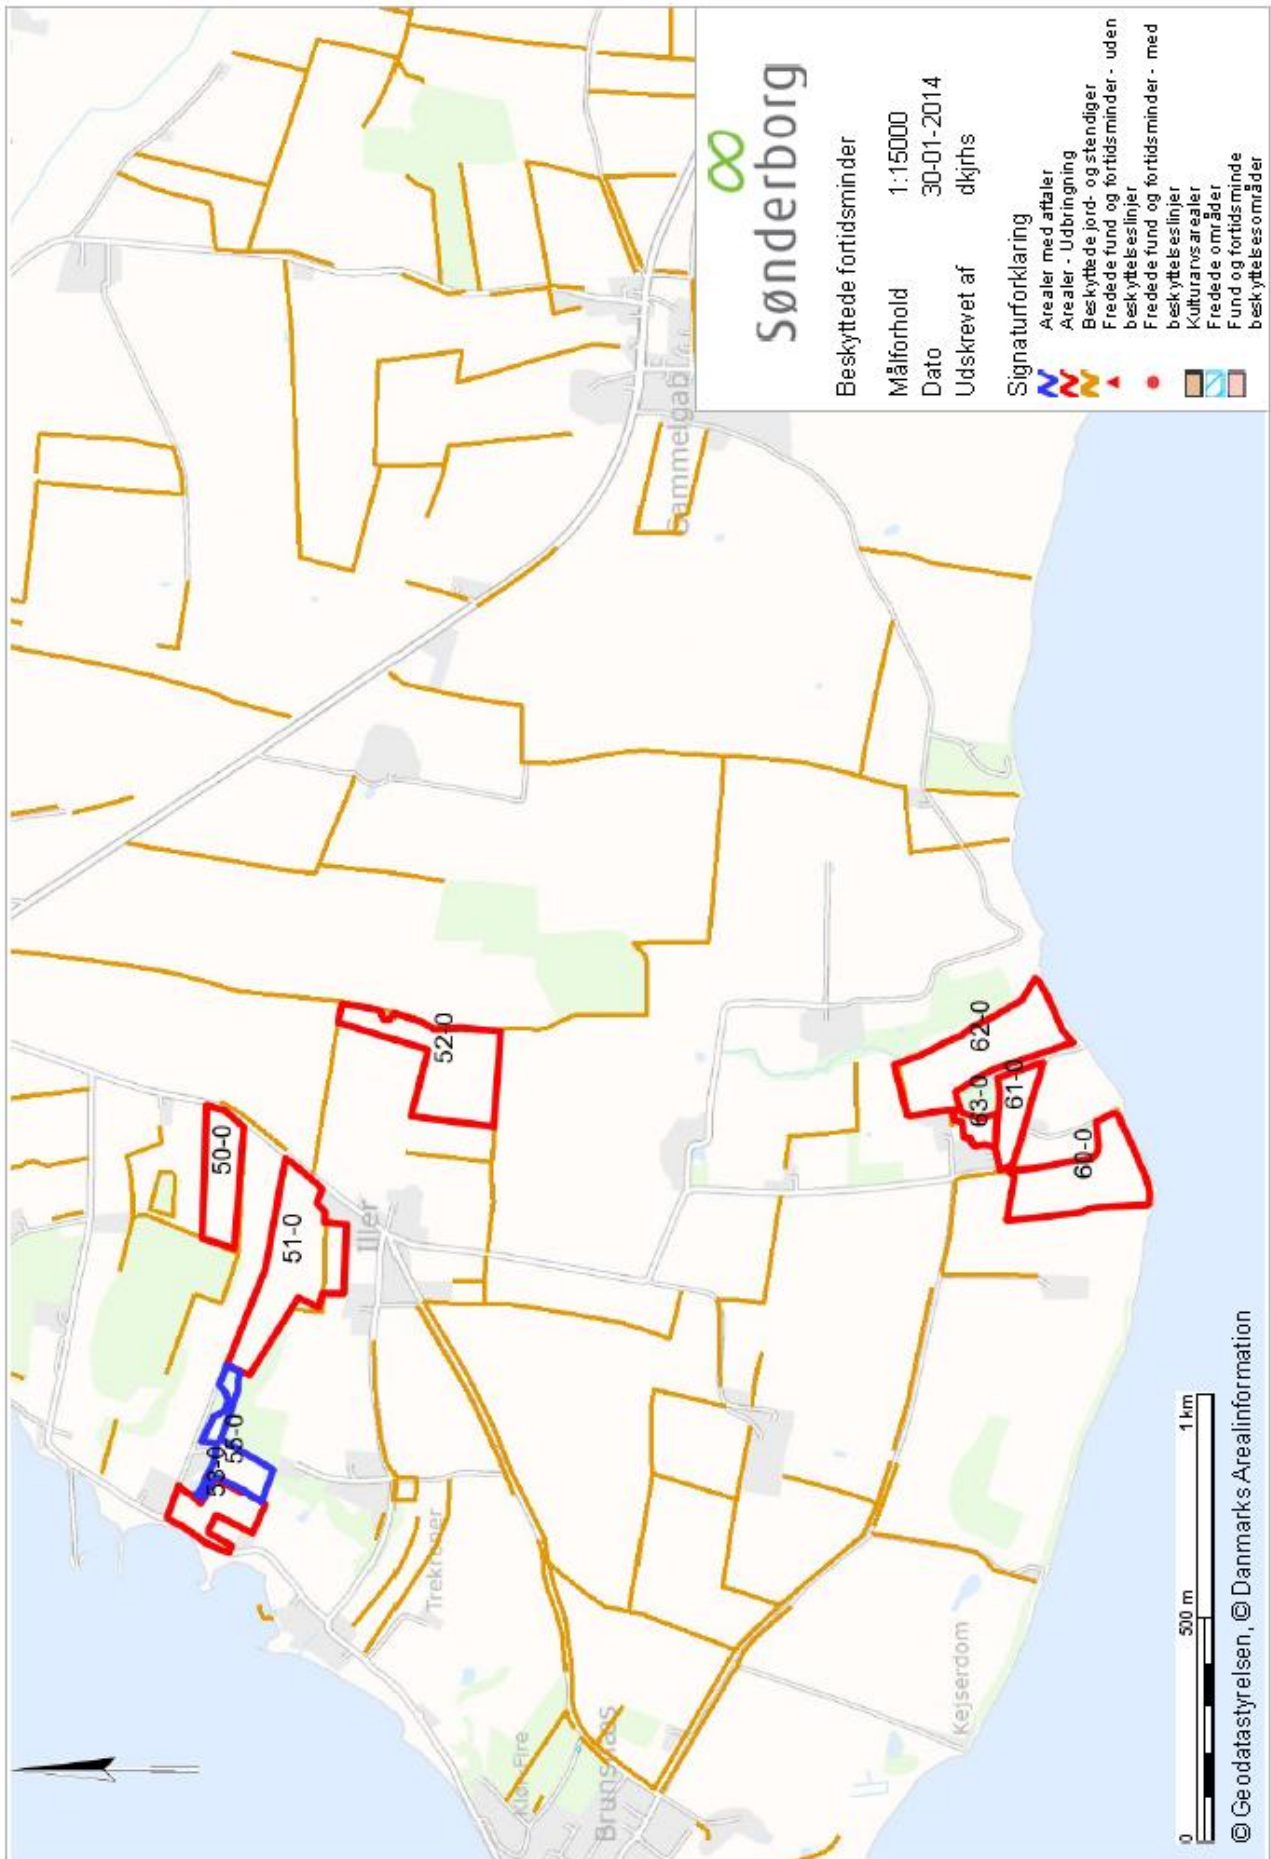 Sønderborg
Beskyttede fortidsminder
Målforhold 1:15000
Dato 30-01-2014
Udskrevet af dkjrhs
Signaturforklaring
Arealer med aftaler
Arealer - Udbringning
Beskyttede jord- og stendiger
Fredede fund og fortidsminder - uden
beskyttelseslinjer
Fredede fund og fortidsminder - med
beskyttelseslinjer
Kulturarvsarealer
Fredede områder
Fund og fortidsminde
beskyttelsesområder
50-0
51-0
52-0
53-0
55-0
Iller
Trekroner
Brunsnæs
Kejserdom
60-0
61-0
62-0
63-0
0 500 m 1 km
© Geodatastyrelsen, © Danmarks Arealinformation